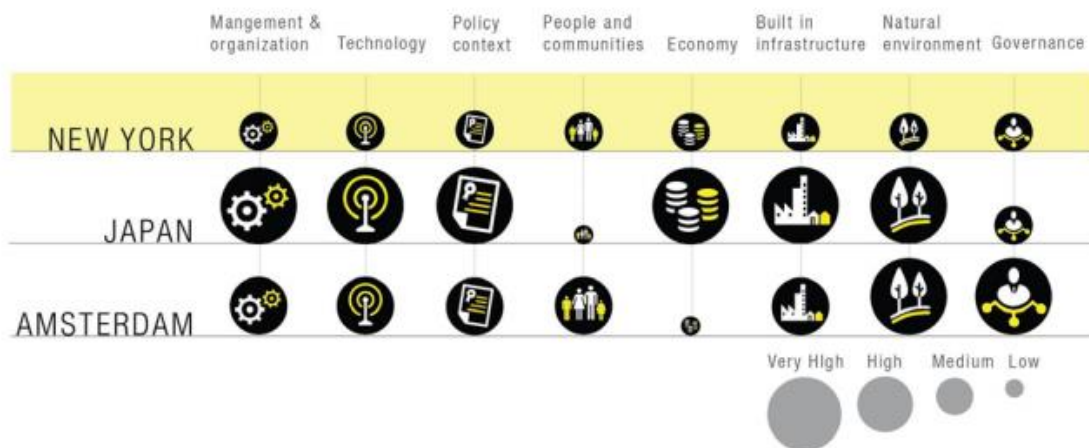 Mangement &
organization
Technology
Policy
context
People and
communities
Economy
Built in
infrastructure
Natural
environment
Governance
NEW YORK
JAPAN
AMSTERDAM
Very HIgh
High
Medium
Low